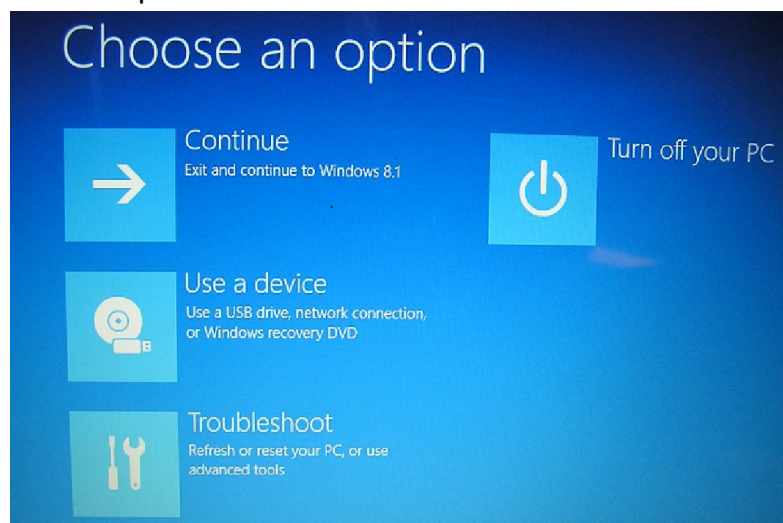 Choose an option
Continue
Exit and continue to Windows 8.1
Turn off your PC
Use a device
Use a USB drive, network connection,
or Windows recovery DVD
Troubleshoot
Refresh or reset your PC, or use
advanced tools